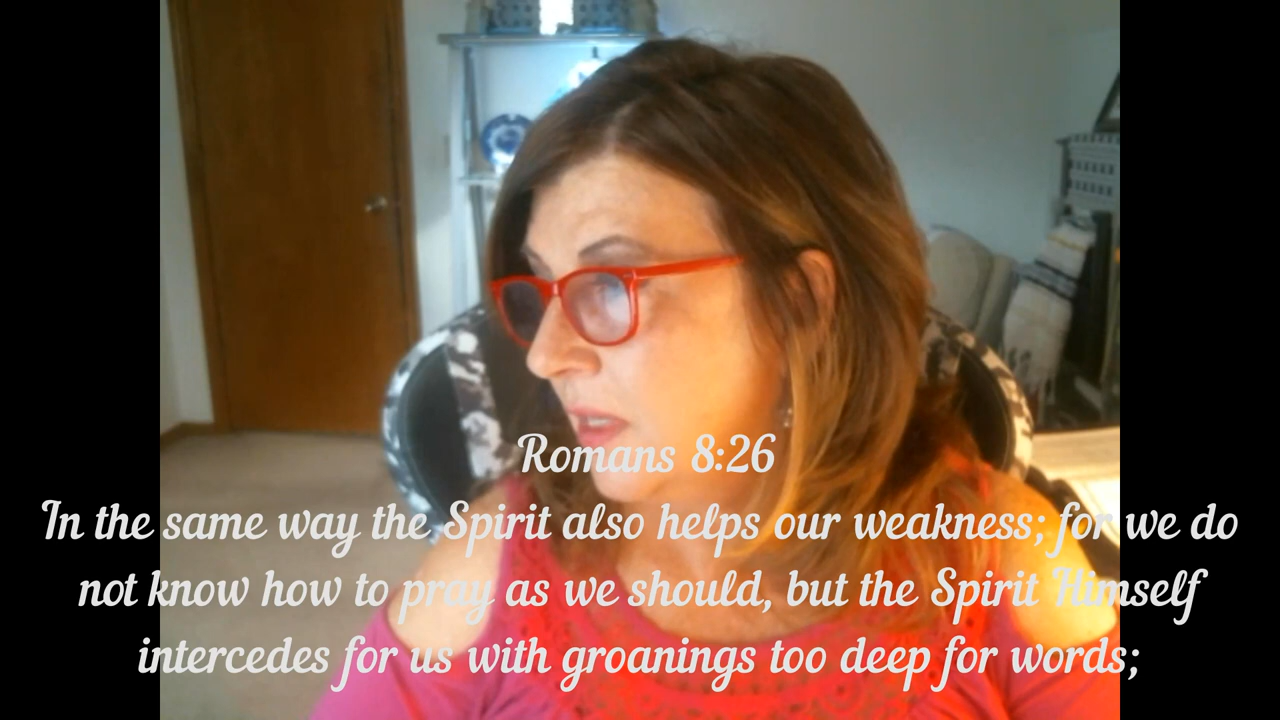 Romans 8:26
In the same way the Spirit also helps our weakness; for we do
not know how to pray as we should, but the Spirit Himself
intercedes for us with groanings too deep for words;